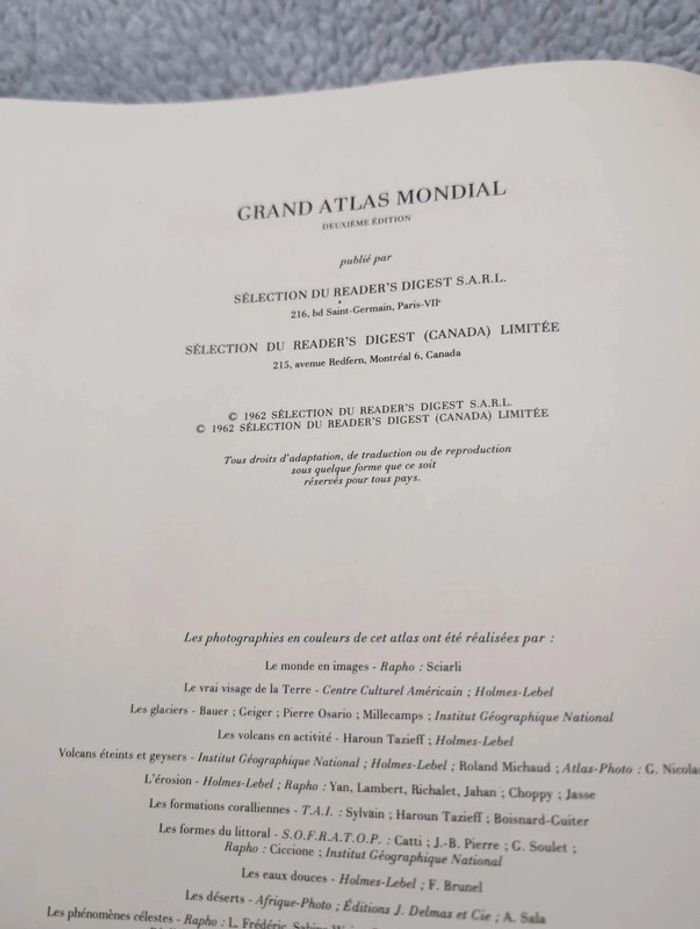 GRAND ATLAS MONDIAL
DEUXIÈME ÉDITION
publié par
SÉLECTION DU READER'S DIGEST S.A.R.L.
216, bd Saint-Germain, Paris-VIIe
SÉLECTION DU READER'S DIGEST (CANADA) LIMITÉE
215, avenue Redfern, Montréal 6, Canada
© 1962 SÉLECTION DU READER'S DIGEST S.A.R.L.
© 1962 SÉLECTION DU READER'S DIGEST (CANADA) LIMITÉE
Tous droits d'adaptation, de traduction ou de reproduction
sous quelque forme que ce soit
réservés pour tous pays.
Les photographies en couleurs de cet atlas ont été réalisées par :
Le monde en images - Rapho : Sciarli
Le vrai visage de la Terre - Centre Culturel Américain ; Holmes-Lebel
Les glaciers - Bauer ; Geiger ; Pierre Osario ; Millecamps ; Institut Géographique National
Les volcans en activité - Haroun Tazieff ; Holmes-Lebel
Volcans éteints et geysers - Institut Géographique National ; Holmes-Lebel ; Roland Michaud ; Atlas-Photo : G. Nicolas
L'érosion - Holmes-Lebel ; Rapho : Yan, Lambert, Richalet, Jahan ; Choppy ; Jasse
Les formations coralliennes - T.A.I. : Sylvain ; Haroun Tazieff ; Boisnard-Guiter
Les formes du littoral - S.O.F.R.A.T.O.P. : Catti ; J.-B. Pierre ; G. Soulet ;
Rapho : Ciccione ; Institut Géographique National
Les eaux douces - Holmes-Lebel ; F. Brunel
Les déserts - Afrique-Photo ; Éditions J. Delmas et Cie ; A. Sala
Les phénomènes célestes - Rapho : L. Frédéric,